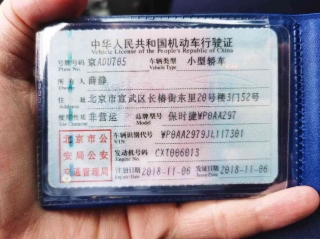 中华人民共和国机动车行驶证
Vehicle License of the People's Republic of China
号牌号码 京ADU785 车辆类型 小型轿车
Plate No. Vehicle Type
所有人 薛静
Owner
住址 北京市宣武区长椿街东里20号楼3门52号
Address
使用性质 非营运 品牌型号 保时捷WP0AA297
Use Character Model
北京市公安局公安交通管理局
车辆识别代号 WP0AA2979JL117301
VIN
发动机号码 CXT006013
Engine No.
注册日期 2018-11-06 发证日期 2018-11-06
Register Date Issue Date